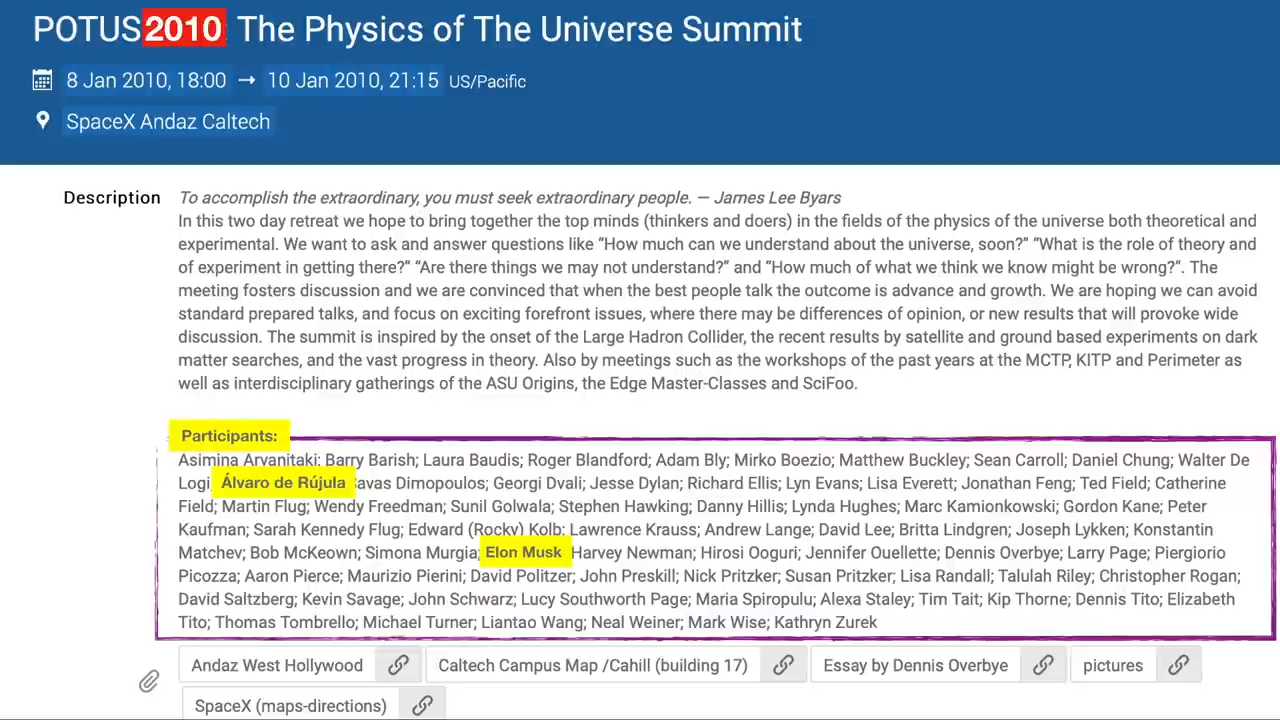 POTUS2010: The Physics of The Universe Summit
8 Jan 2010, 18:00 → 10 Jan 2010, 21:15 US/Pacific
SpaceX Andaz Caltech
Description To accomplish the extraordinary, you must seek extraordinary people. — James Lee Byars
In this two day retreat we hope to bring together the top minds (thinkers and doers) in the fields of the physics of the universe both theoretical and
experimental. We want to ask and answer questions like “How much can we understand about the universe, soon?” “What is the role of theory and
of experiment in getting there?” “Are there things we may not understand?” and “How much of what we think we know might be wrong?”. The
meeting fosters discussion and we are convinced that when the best people talk the outcome is advance and growth. We are hoping we can avoid
standard prepared talks, and focus on exciting forefront issues, where there may be differences of opinion, or new results that will provoke wide
discussion. The summit is inspired by the onset of the Large Hadron Collider, the recent results by satellite and ground based experiments on dark
matter searches, and the vast progress in theory. Also by meetings such as the workshops of the past years at the MCTP, KITP and Perimeter as
well as interdisciplinary gatherings of the ASU Origins, the Edge Master-Classes and SciFoo.
Participants:
Asimina Arvanitaki; Barry Barish; Laura Baudis; Roger Blandford; Adam Bly; Mirko Boezio; Matthew Buckley; Sean Carroll; Daniel Chung; Walter De
Logi Álvaro de Rújula Savas Dimopoulos; Georgi Dvali; Jesse Dylan; Richard Ellis; Lyn Evans; Lisa Everett; Jonathan Feng; Ted Field; Catherine
Field; Martin Flug; Wendy Freedman; Sunil Golwala; Stephen Hawking; Danny Hillis; Lynda Hughes; Marc Kamionkowski; Gordon Kane; Peter
Kaufman; Sarah Kennedy Flug; Edward (Rocky) Kolb; Lawrence Krauss; Andrew Lange; David Lee; Britta Lindgren; Joseph Lykken; Konstantin
Matchev; Bob McKeown; Simona Murgia; Elon Musk Harvey Newman; Hirosi Ooguri; Jennifer Ouellette; Dennis Overbye; Larry Page; Piergiorio
Picozza; Aaron Pierce; Maurizio Pierini; David Politzer; John Preskill; Nick Pritzker; Susan Pritzker; Lisa Randall; Talulah Riley; Christopher Rogan;
David Saltzberg; Kevin Savage; John Schwarz; Lucy Southworth Page; Maria Spiropulu; Alexa Staley; Tim Tait; Kip Thorne; Dennis Tito; Elizabeth
Tito; Thomas Tombrello; Michael Turner; Liantao Wang; Neal Weiner; Mark Wise; Kathryn Zurek
Andaz West Hollywood Caltech Campus Map /Cahill (building 17) Essay by Dennis Overbye pictures
SpaceX (maps-directions)